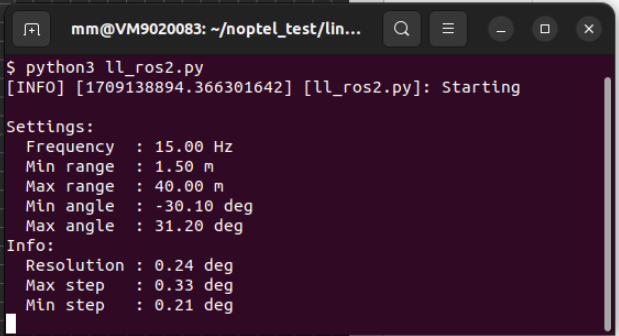 mm@VM9020083: ~/noptel_test/lin...
$ python3 ll_ros2.py
[INFO] [1709138894.366301642] [ll_ros2.py]: Starting
Settings:
Frequency : 15.00 Hz
Min range : 1.50 m
Max range : 40.00 m
Min angle : -30.10 deg
Max angle : 31.20 deg
Info:
Resolution : 0.24 deg
Max step : 0.33 deg
Min step : 0.21 deg